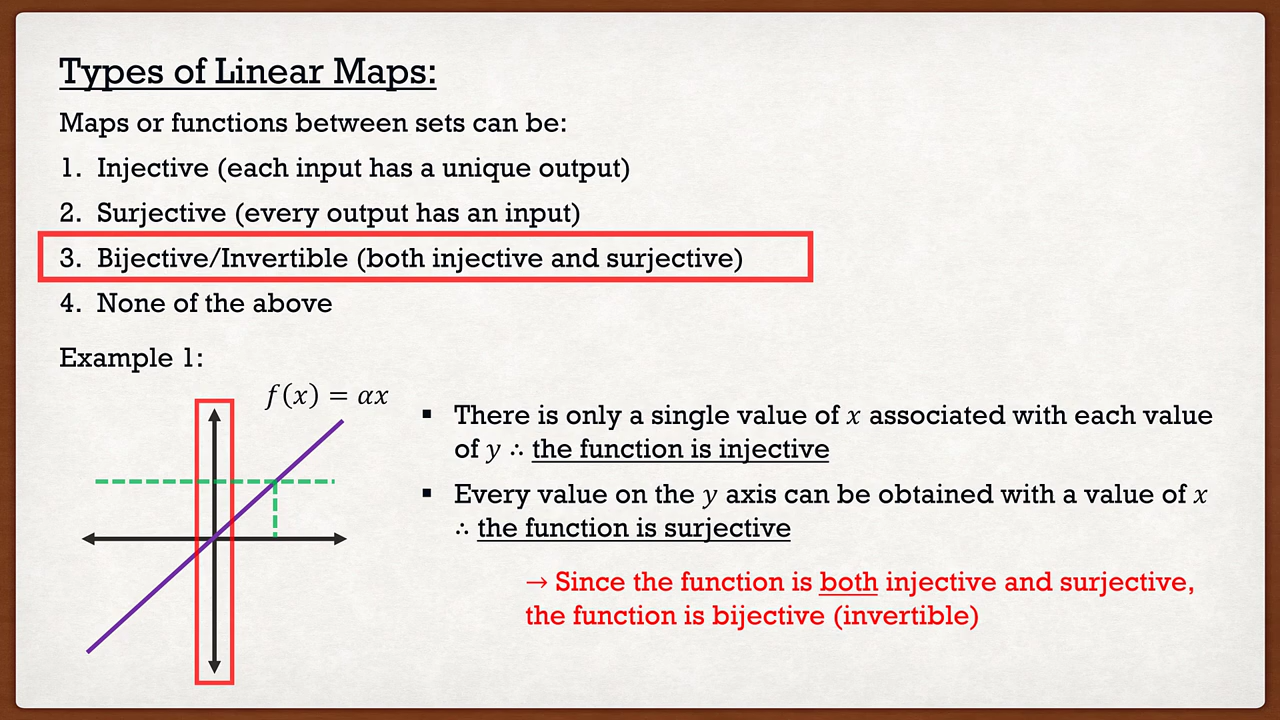 Types of Linear Maps:
Maps or functions between sets can be:
1. Injective (each input has a unique output)
2. Surjective (every output has an input)
3. Bijective/Invertible (both injective and surjective)
4. None of the above
Example 1:
𝑓(𝑥) = 𝛼𝑥
▪ There is only a single value of 𝑥 associated with each value
of 𝑦 ∴ the function is injective
▪ Every value on the 𝑦 axis can be obtained with a value of 𝑥
∴ the function is surjective
→ Since the function is both injective and surjective,
the function is bijective (invertible)